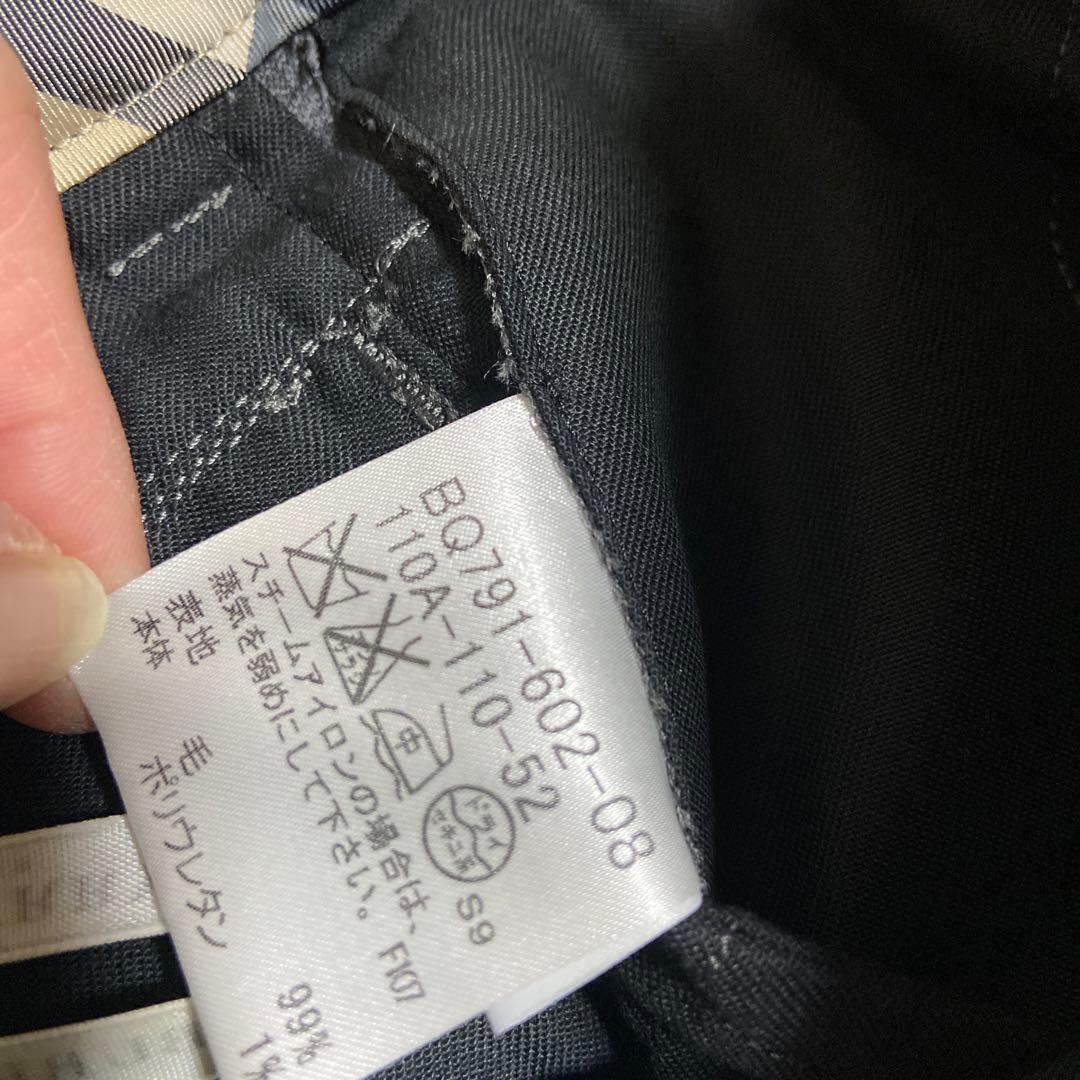 BQ791-602-08
110A-110-52
中
ドライ
セキユ系
S9
スチームアイロンの場合は、
蒸気を弱めにして下さい。 F107
表地
本体
毛 99%
ポリウレタン 1%